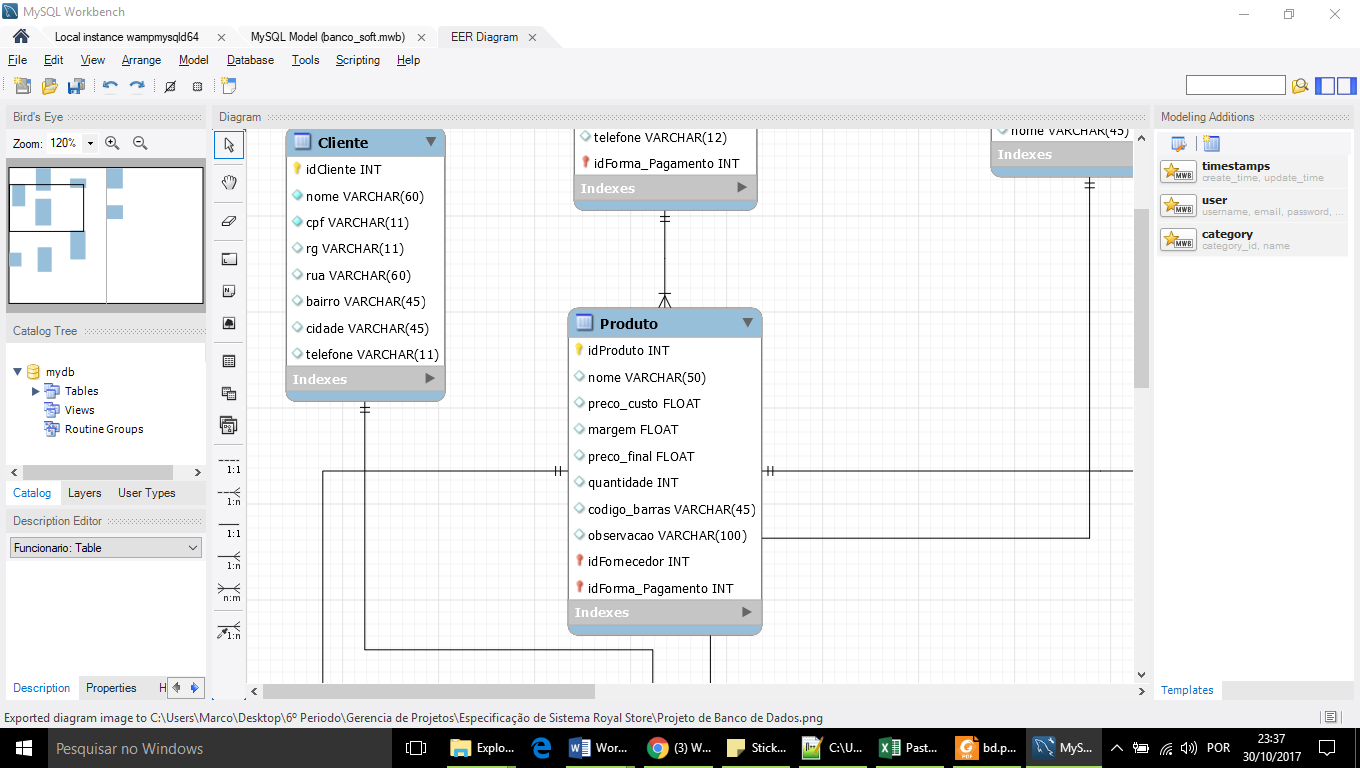 MySQL Workbench
Local instance wampmysqld64
MySQL Model (banco_soft.mwb)
EER Diagram
File Edit View Arrange Model Database Tools Scripting Help
Bird's Eye
Zoom: 120%
Catalog Tree
mydb
Tables
Views
Routine Groups
Catalog Layers User Types
Description Editor
Funcionario: Table
Description Properties H
Diagram
1:1
1:n
1:1
1:n
n:m
1:n
Cliente
idCliente INT
nome VARCHAR(60)
cpf VARCHAR(11)
rg VARCHAR(11)
rua VARCHAR(60)
bairro VARCHAR(45)
cidade VARCHAR(45)
telefone VARCHAR(11)
Indexes
telefone VARCHAR(12)
idForma_Pagamento INT
Indexes
nome VARCHAR(45)
Indexes
Produto
idProduto INT
nome VARCHAR(50)
preco_custo FLOAT
margem FLOAT
preco_final FLOAT
quantidade INT
codigo_barras VARCHAR(45)
observacao VARCHAR(100)
idFornecedor INT
idForma_Pagamento INT
Indexes
Modeling Additions
timestamps
create_time, update_time
user
username, email, password, ...
category
category_id, name
Templates
Exported diagram image to C:\Users\Marco\Desktop\6º Periodo\Gerencia de Projetos\Especificação de Sistema Royal Store\Projeto de Banco de Dados.png
Pesquisar no Windows
Explo...
Wor...
(3) W...
Stick...
C:\U...
Past...
bd.p...
MyS...
POR
23:37
30/10/2017